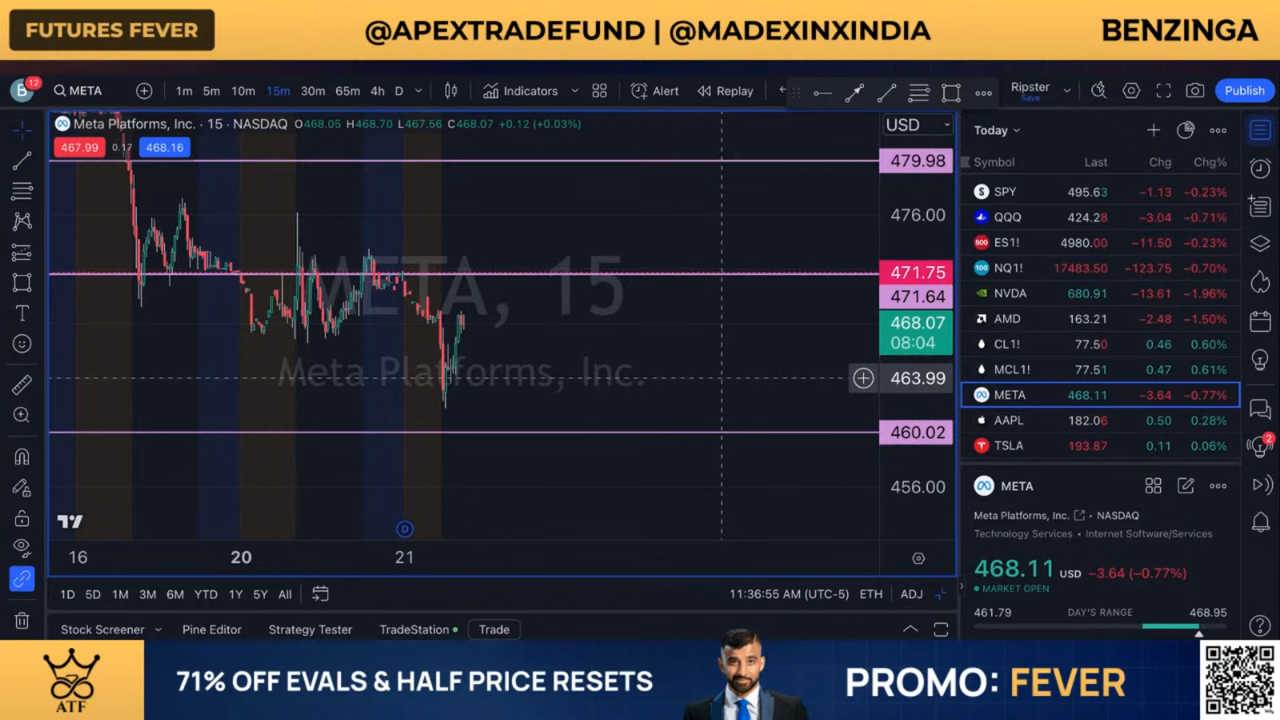 FUTURES FEVER
@APEXTRADEFUND | @MADEXINXINDIA
BENZINGA
B 12
META
1m 5m 10m 15m 30m 65m 4h D
Indicators
Alert
Replay
Ripster
Save
Publish
Meta Platforms, Inc. · 15 · NASDAQ O468.05 H468.70 L467.56 C468.07 +0.12 (+0.03%)
467.99 0.17 468.16
USD
479.98
476.00
471.75
471.64
468.07
08:04
463.99
460.02
456.00
META, 15
Meta Platforms, Inc.
D
16 20 21
1D 5D 1M 3M 6M YTD 1Y 5Y All
11:36:55 AM (UTC-5) ETH ADJ
Stock Screener Pine Editor Strategy Tester TradeStation Trade
Today
Symbol Last Chg Chg%
SPY 495.63 −1.13 −0.23%
QQQ 424.28 −3.04 −0.71%
500 ES1! 4980.00 −11.50 −0.23%
100 NQ1! 17483.50 −123.75 −0.70%
NVDA 680.91 −13.61 −1.96%
AMD 163.21 −2.48 −1.50%
CL1! 77.50 0.46 0.60%
MCL1! 77.51 0.47 0.61%
META 468.11 −3.64 −0.77%
AAPL 182.06 0.50 0.28%
TSLA 193.87 0.11 0.06%
2
META
Meta Platforms, Inc. • NASDAQ
Technology Services • Internet Software/Services
468.11 USD −3.64 (−0.77%)
MARKET OPEN
461.79 DAY'S RANGE 468.95
ATF
71% OFF EVALS & HALF PRICE RESETS
PROMO: FEVER